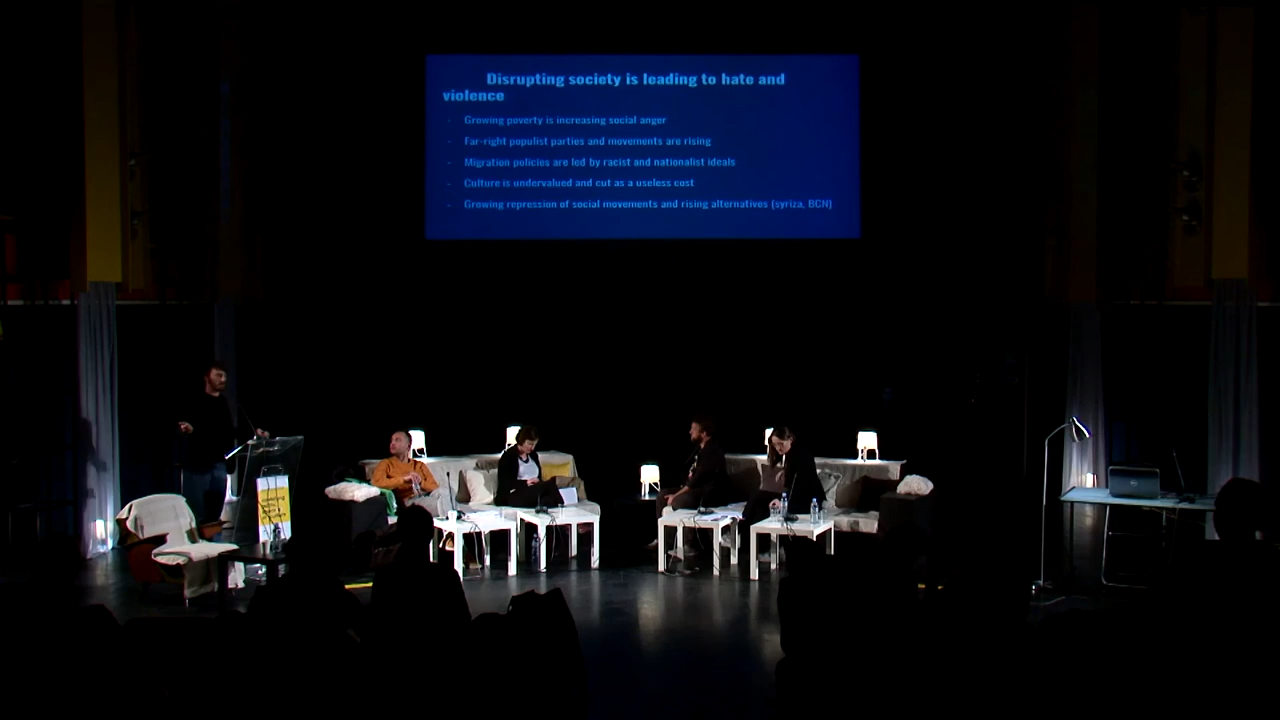 Disrupting society is leading to hate and
violence
- Growing poverty is increasing social anger
- Far-right populist parties and movements are rising
- Migration policies are led by racist and nationalist ideals
- Culture is undervalued and cut as a useless cost
- Growing repression of social movements and rising alternatives (syriza, BCN)